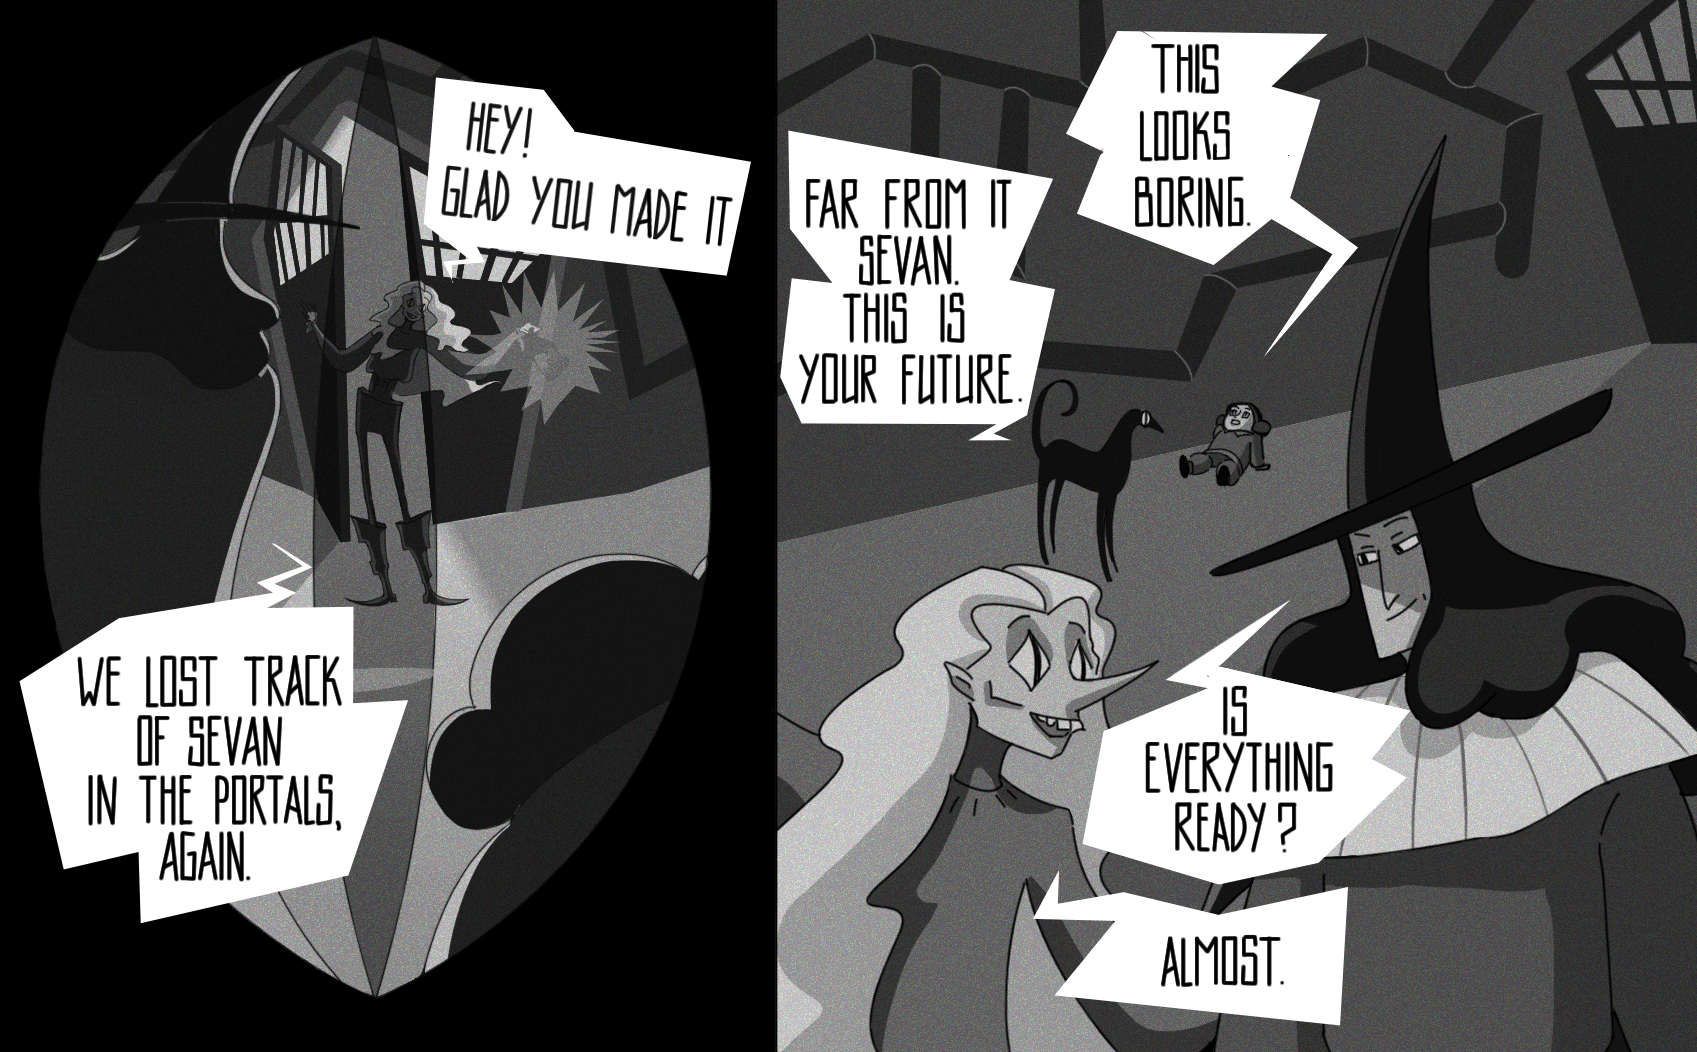 HEY!
GLAD YOU MADE IT
WE LOST TRACK
OF SEVAN
IN THE PORTALS,
AGAIN.
THIS
LOOKS
BORING.
FAR FROM IT
SEVAN.
THIS IS
YOUR FUTURE.
IS
EVERYTHING
READY?
ALMOST.